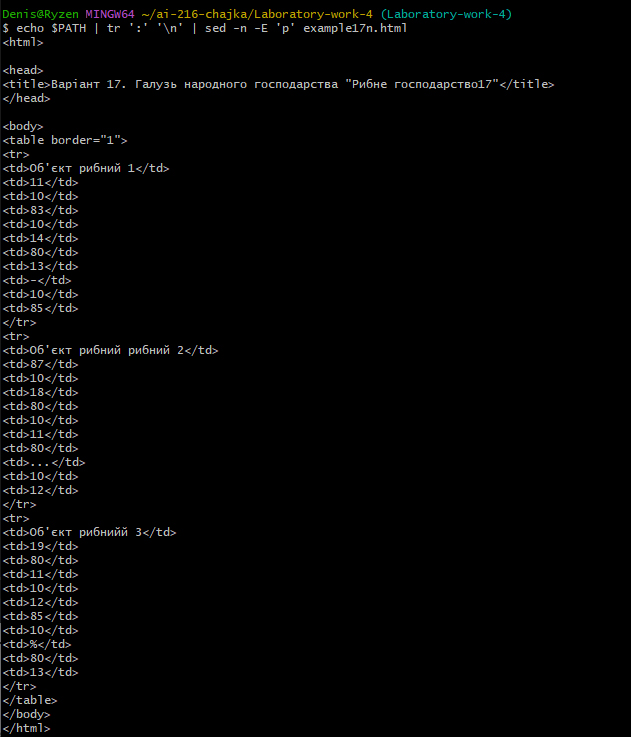 Denis@Ryzen MINGW64 ~/ai-216-chajka/Laboratory-work-4 (Laboratory-work-4)
$ echo $PATH | tr ':' '\n' | sed -n -E 'p' example17n.html
<html>
<head>
<title>Варіант 17. Галузь народного господарства "Рибне господарство17"</title>
</head>
<body>
<table border="1">
<tr>
<td>Об'єкт рибний 1</td>
<td>11</td>
<td>10</td>
<td>83</td>
<td>10</td>
<td>14</td>
<td>80</td>
<td>13</td>
<td>-</td>
<td>10</td>
<td>85</td>
</tr>
<tr>
<td>Об'єкт рибний рибний 2</td>
<td>87</td>
<td>10</td>
<td>18</td>
<td>80</td>
<td>10</td>
<td>11</td>
<td>80</td>
<td>...</td>
<td>10</td>
<td>12</td>
</tr>
<tr>
<td>Об'єкт рибнийй 3</td>
<td>19</td>
<td>80</td>
<td>11</td>
<td>10</td>
<td>12</td>
<td>85</td>
<td>10</td>
<td>%</td>
<td>80</td>
<td>13</td>
</tr>
</table>
</body>
</html>